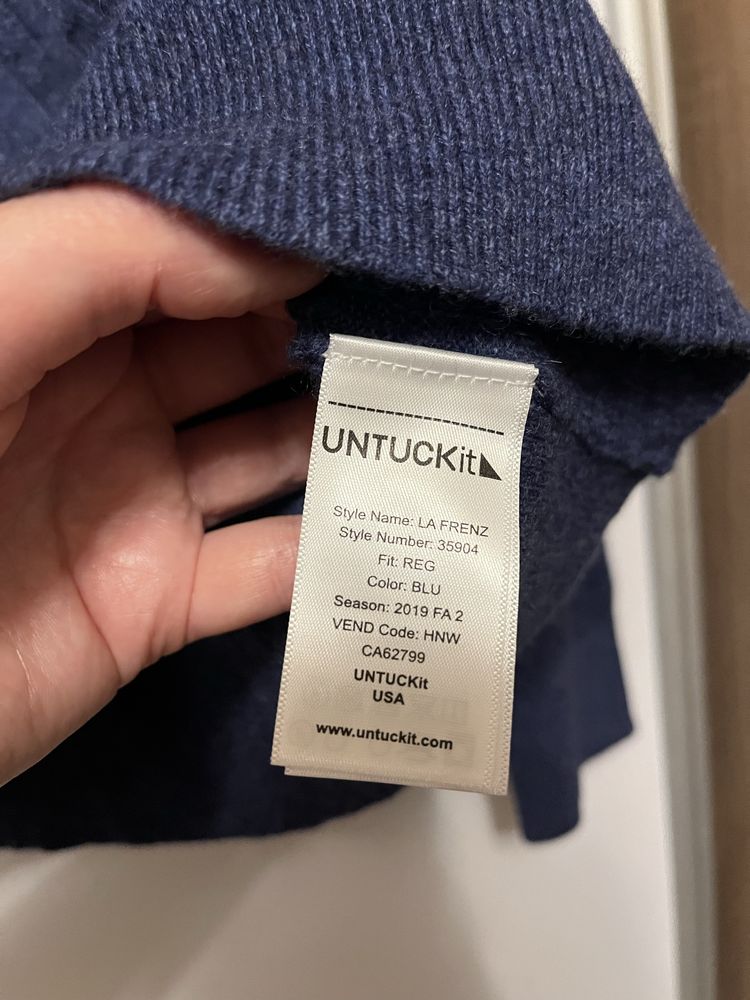 UNTUCKit
Style Name: LA FRENZ
Style Number: 35904
Fit: REG
Color: BLU
Season: 2019 FA 2
VEND Code: HNW
CA62799
UNTUCKit
USA
www.untuckit.com